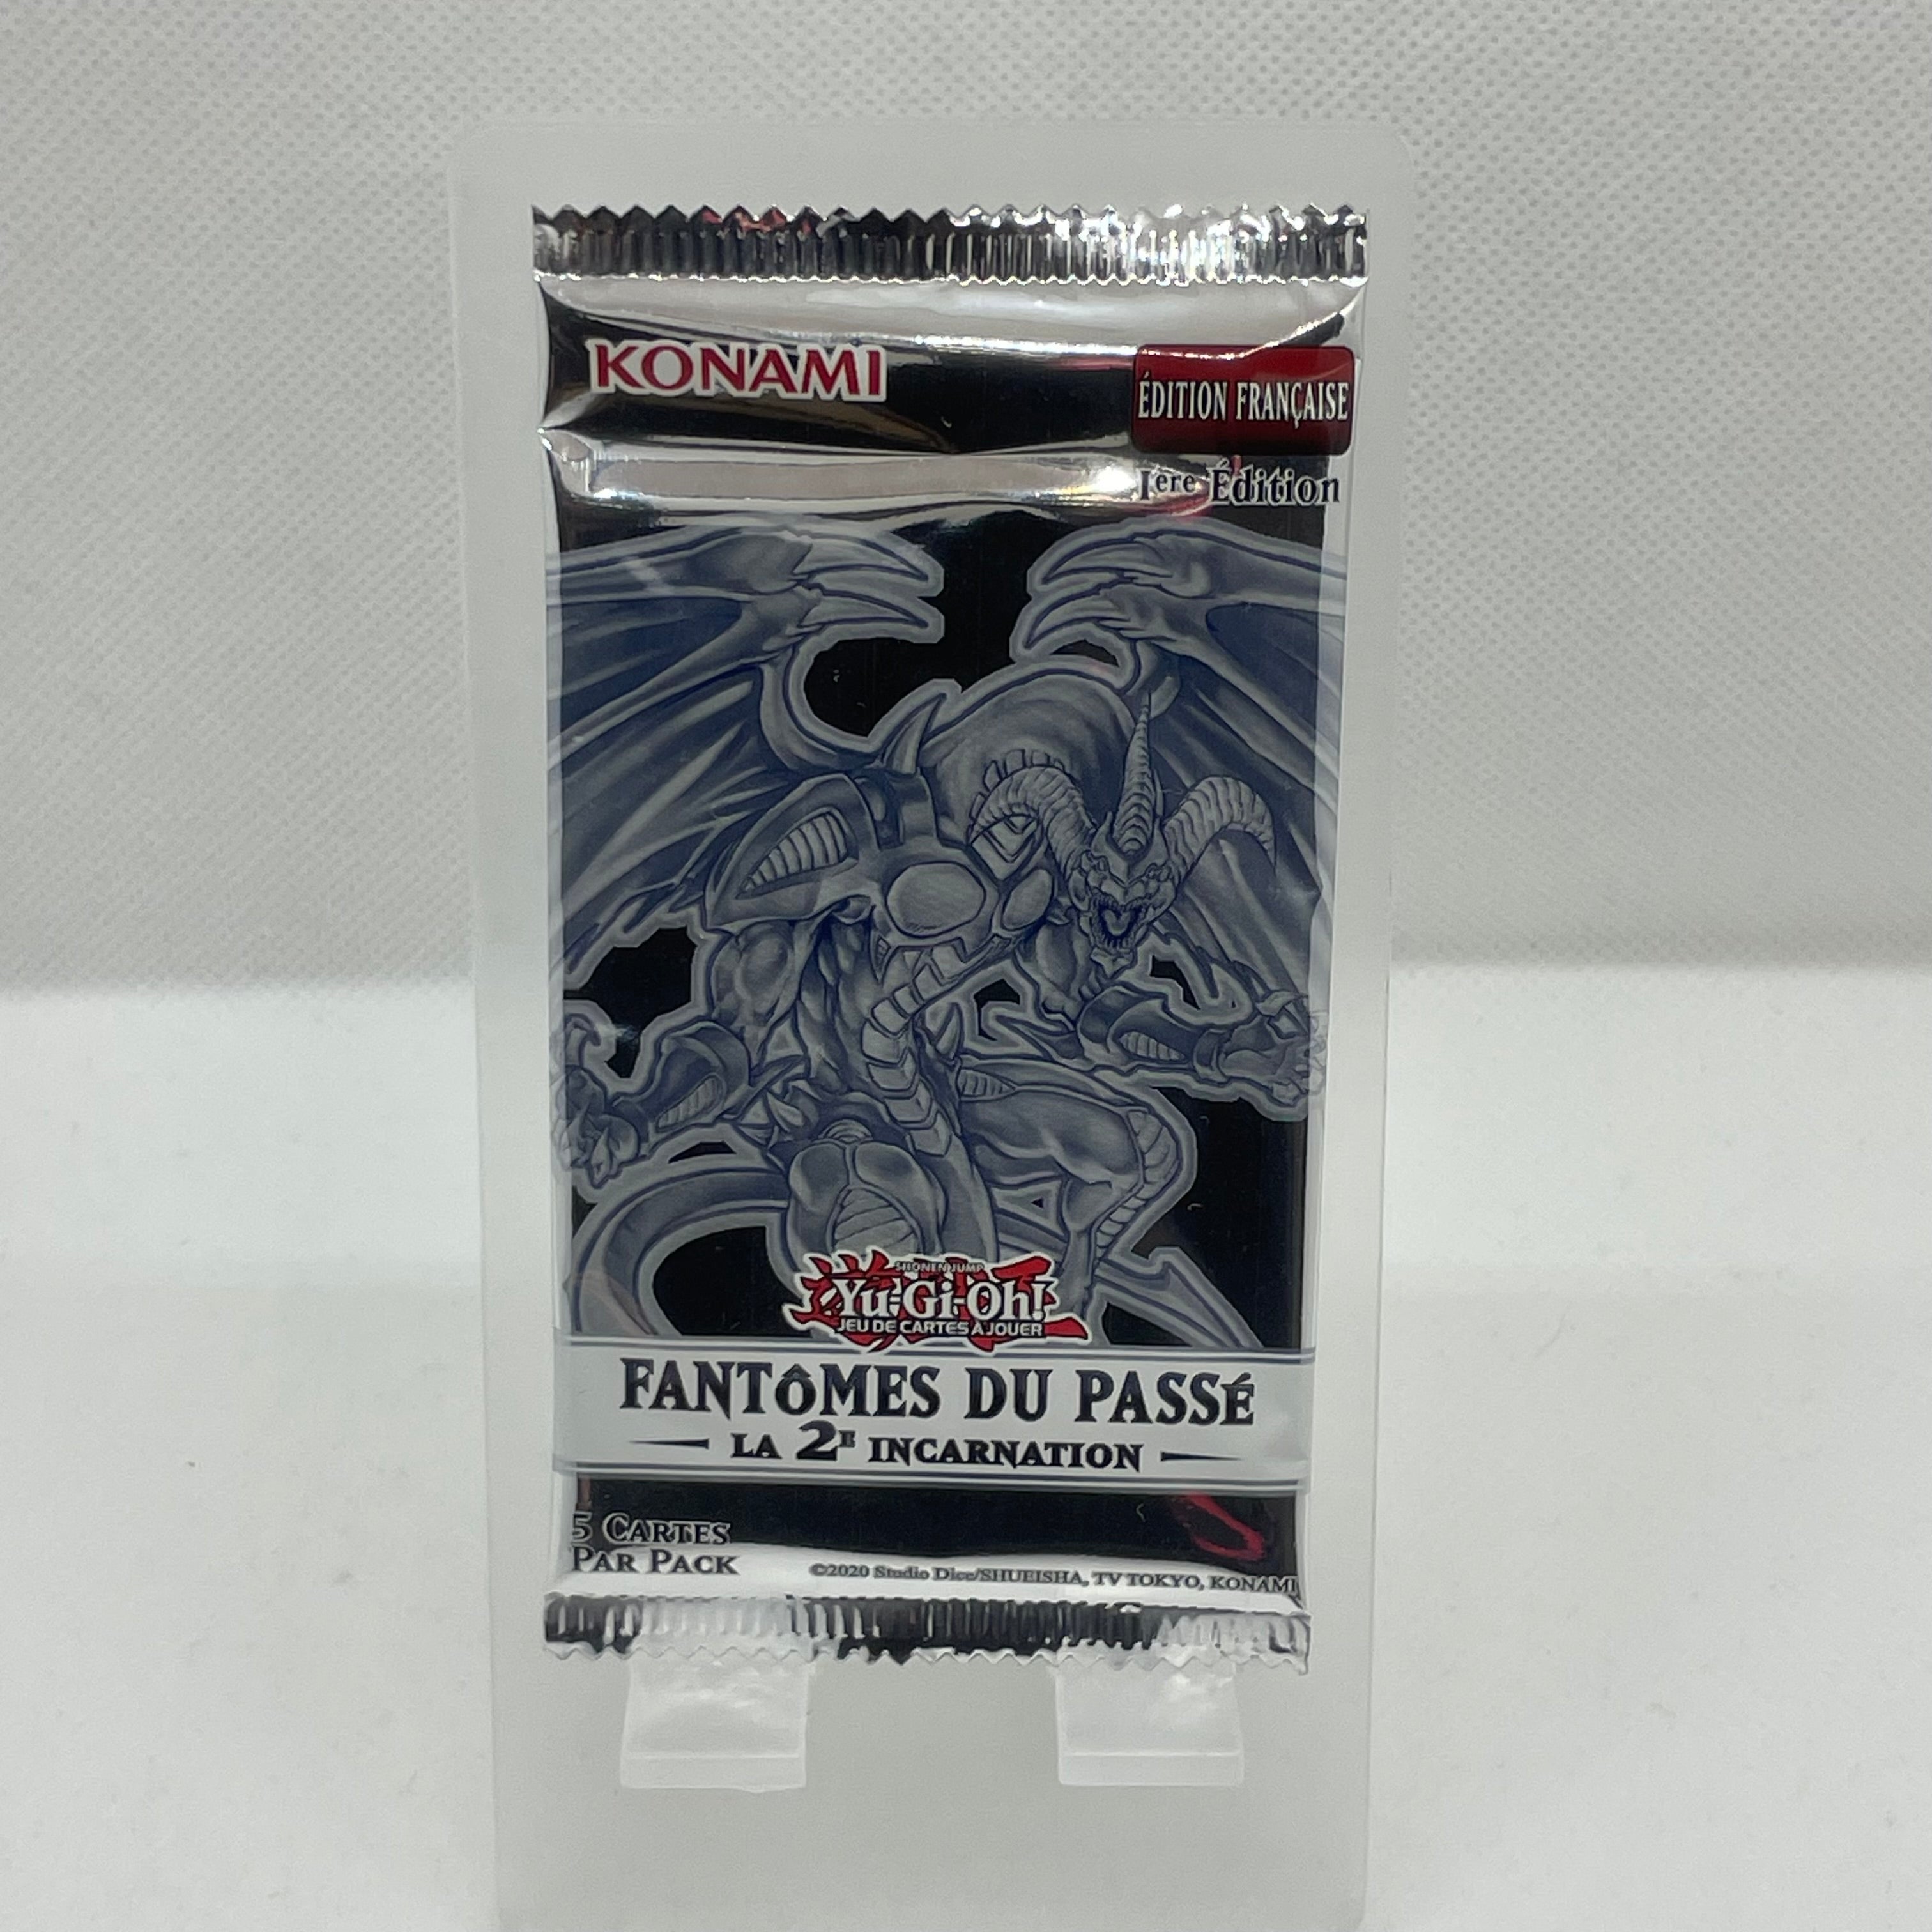 KONAMI
ÉDITION FRANÇAISE
1ère Édition
SHONEN JUMP
Yu-Gi-Oh!
JEU DE CARTES À JOUER
FANTÔMES DU PASSÉ
LA 2E INCARNATION
5 CARTES
PAR PACK
©2020 Studio Dice/SHUEISHA, TV TOKYO, KONAMI